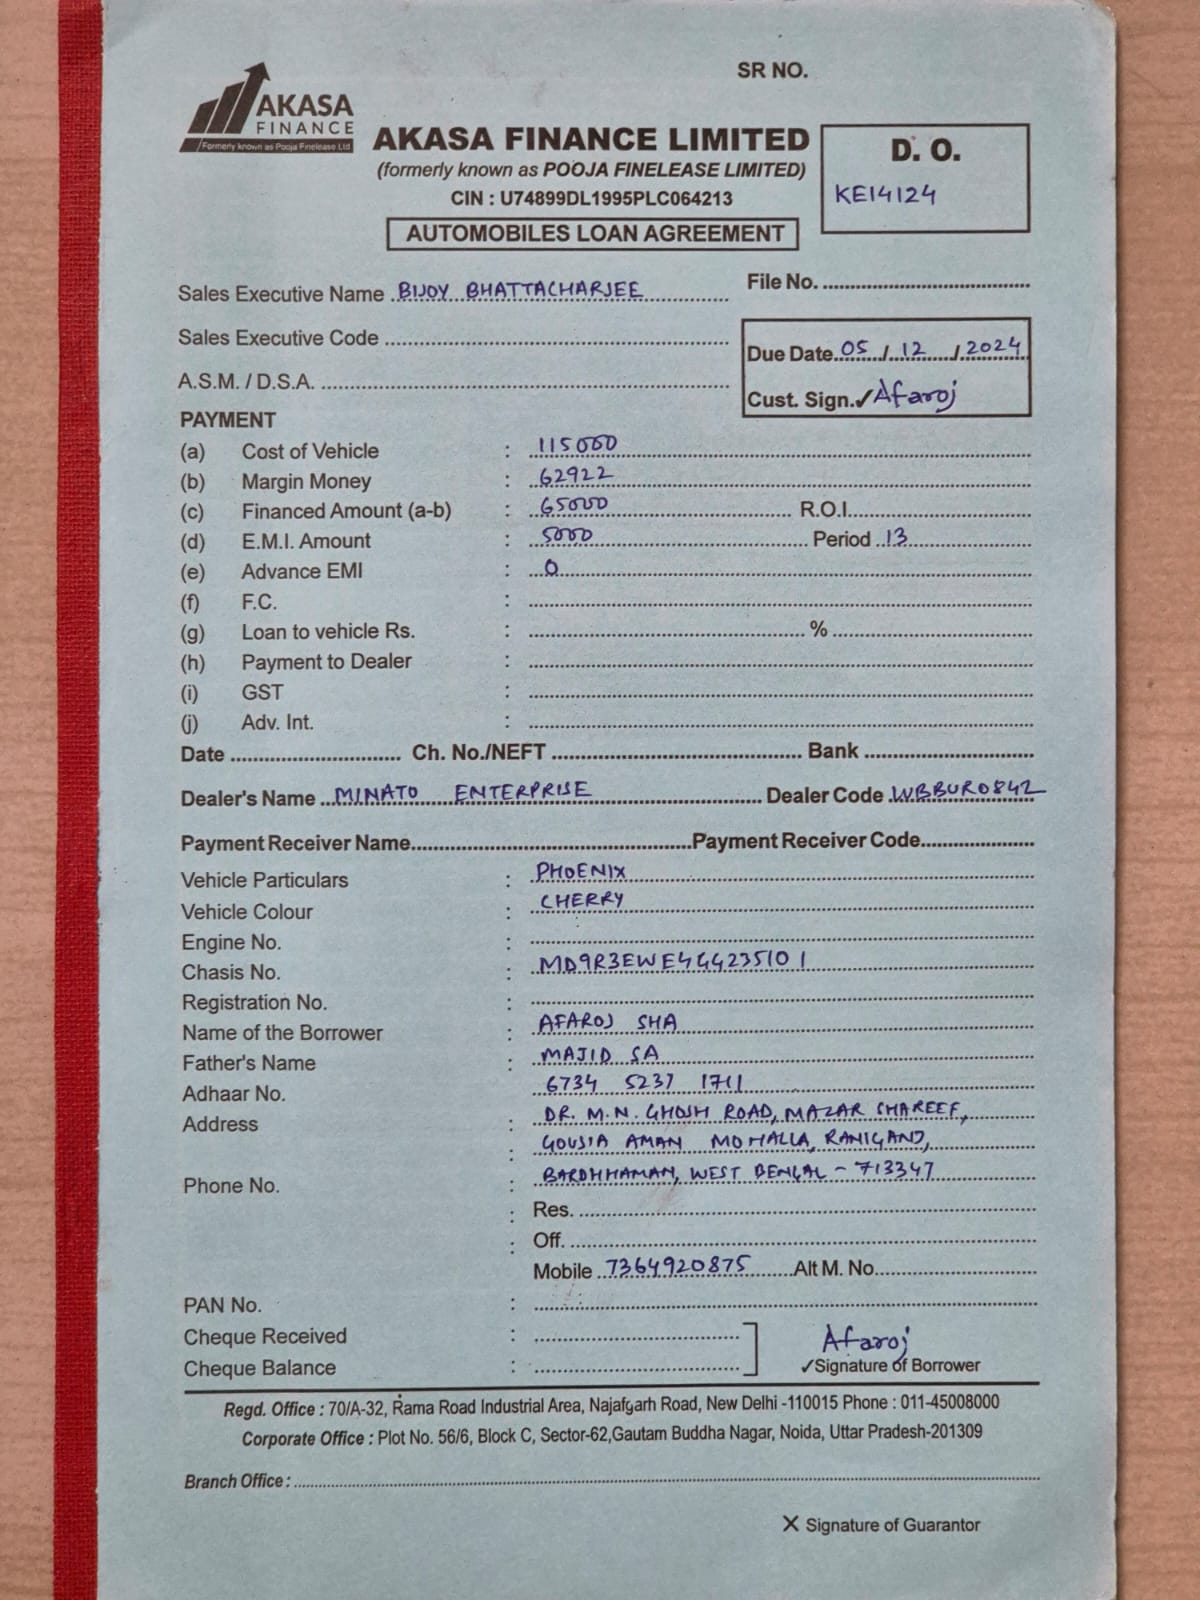 SR NO.
AKASA
FINANCE
Formerly known as Pooja Finelease Ltd
AKASA FINANCE LIMITED
(formerly known as POOJA FINELEASE LIMITED)
CIN : U74899DL1995PLC064213
AUTOMOBILES LOAN AGREEMENT
D. O.
KE14124
Sales Executive Name BIJOY BHATTACHARJEE File No.
Sales Executive Code
Due Date 05 / 12 / 2024
A.S.M. / D.S.A.
Cust. Sign.✓ Afaroj
PAYMENT
(a) Cost of Vehicle : 115000
(b) Margin Money : 62922
(c) Financed Amount (a-b) : 65000 R.O.I.
(d) E.M.I. Amount : 5000 Period 13
(e) Advance EMI : 0
(f) F.C. :
(g) Loan to vehicle Rs. : %
(h) Payment to Dealer :
(i) GST :
(j) Adv. Int. :
Date Ch. No./NEFT Bank
Dealer's Name MINATO ENTERPRISE Dealer Code WBBUR0842
Payment Receiver Name Payment Receiver Code
Vehicle Particulars : PHOENIX
Vehicle Colour : CHERRY
Engine No. :
Chasis No. : MD9R3EWE4G4235101
Registration No. :
Name of the Borrower : AFAROJ SHA
Father's Name : MAJID SA
Adhaar No. 6734 5237 1711
Address : DR. M.N. GHOSH ROAD, MAZAR SHAREEF,
: GOUSIA AMAN MOHALLA, RANIGANJ,
Phone No. : BARDHHAMAN, WEST BENGAL - 713347
: Res.
: Off.
Mobile 7364920875 Alt M. No.
PAN No. :
Cheque Received :
Afaroj
Cheque Balance : ✓Signature of Borrower
Regd. Office : 70/A-32, Rama Road Industrial Area, Najafgarh Road, New Delhi -110015 Phone : 011-45008000
Corporate Office : Plot No. 56/6, Block C, Sector-62,Gautam Buddha Nagar, Noida, Uttar Pradesh-201309
Branch Office :
X Signature of Guarantor